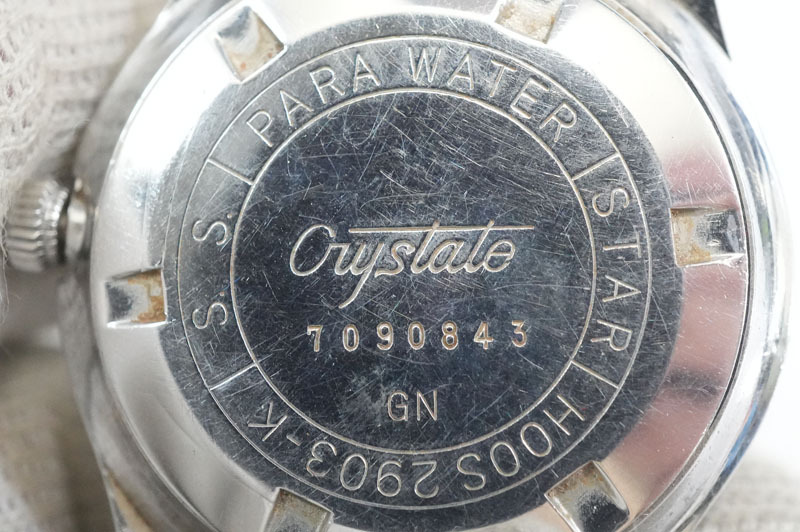 PARA WATER
STAR
HOOS 2903-K
S. S.
Crystate
7090843
GN